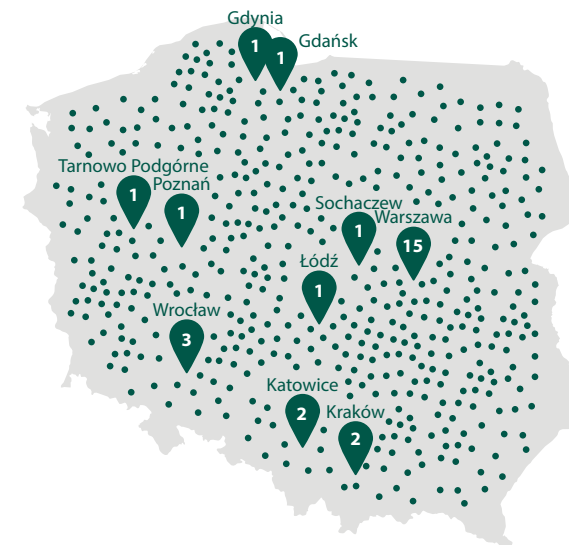 Gdynia
1
Gdańsk
1
Tarnowo Podgórne
1
Poznań
1
Sochaczew
1
Warszawa
15
Łódź
1
Wrocław
3
Katowice
2
Kraków
2